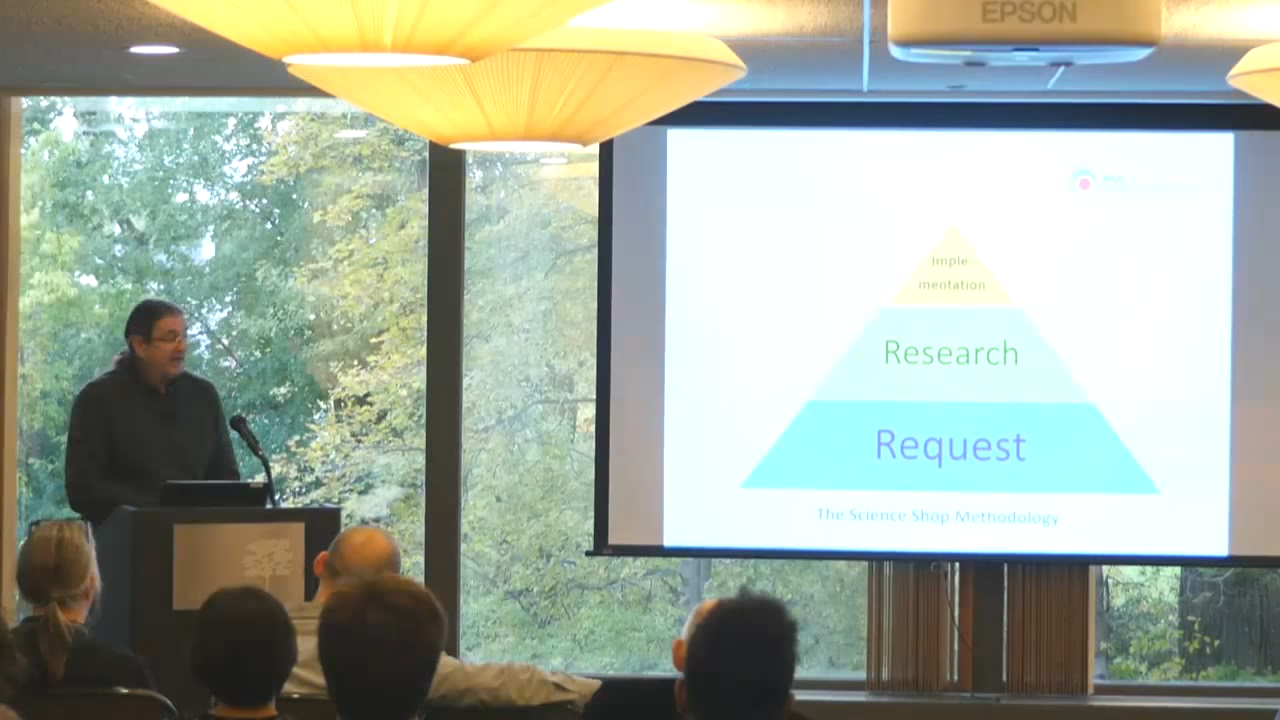 EPSON
Imple-
mentation
Research
Request
The Science Shop Methodology